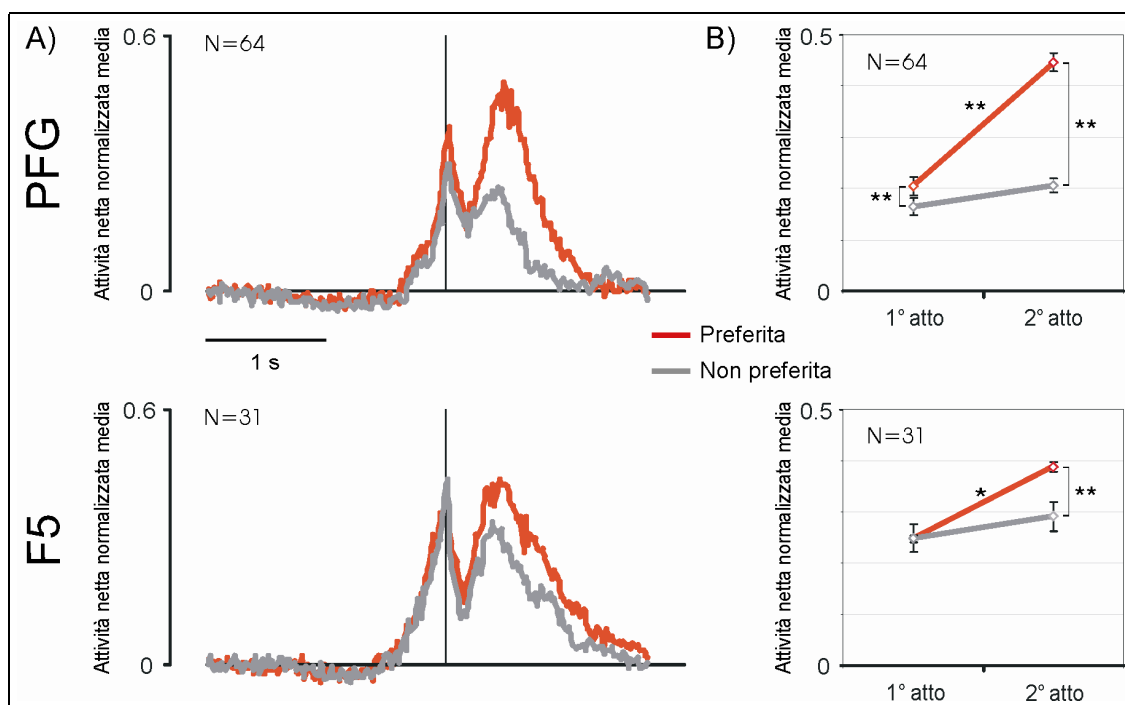 A)
B)
PFG
Attività netta normalizzata media
0.6
0
N=64
1 s
Attività netta normalizzata media
0.5
0
N=64
**
**
**
1° atto
2° atto
Preferita
Non preferita
F5
Attività netta normalizzata media
0.6
0
N=31
Attività netta normalizzata media
0.5
0
N=31
*
**
1° atto
2° atto